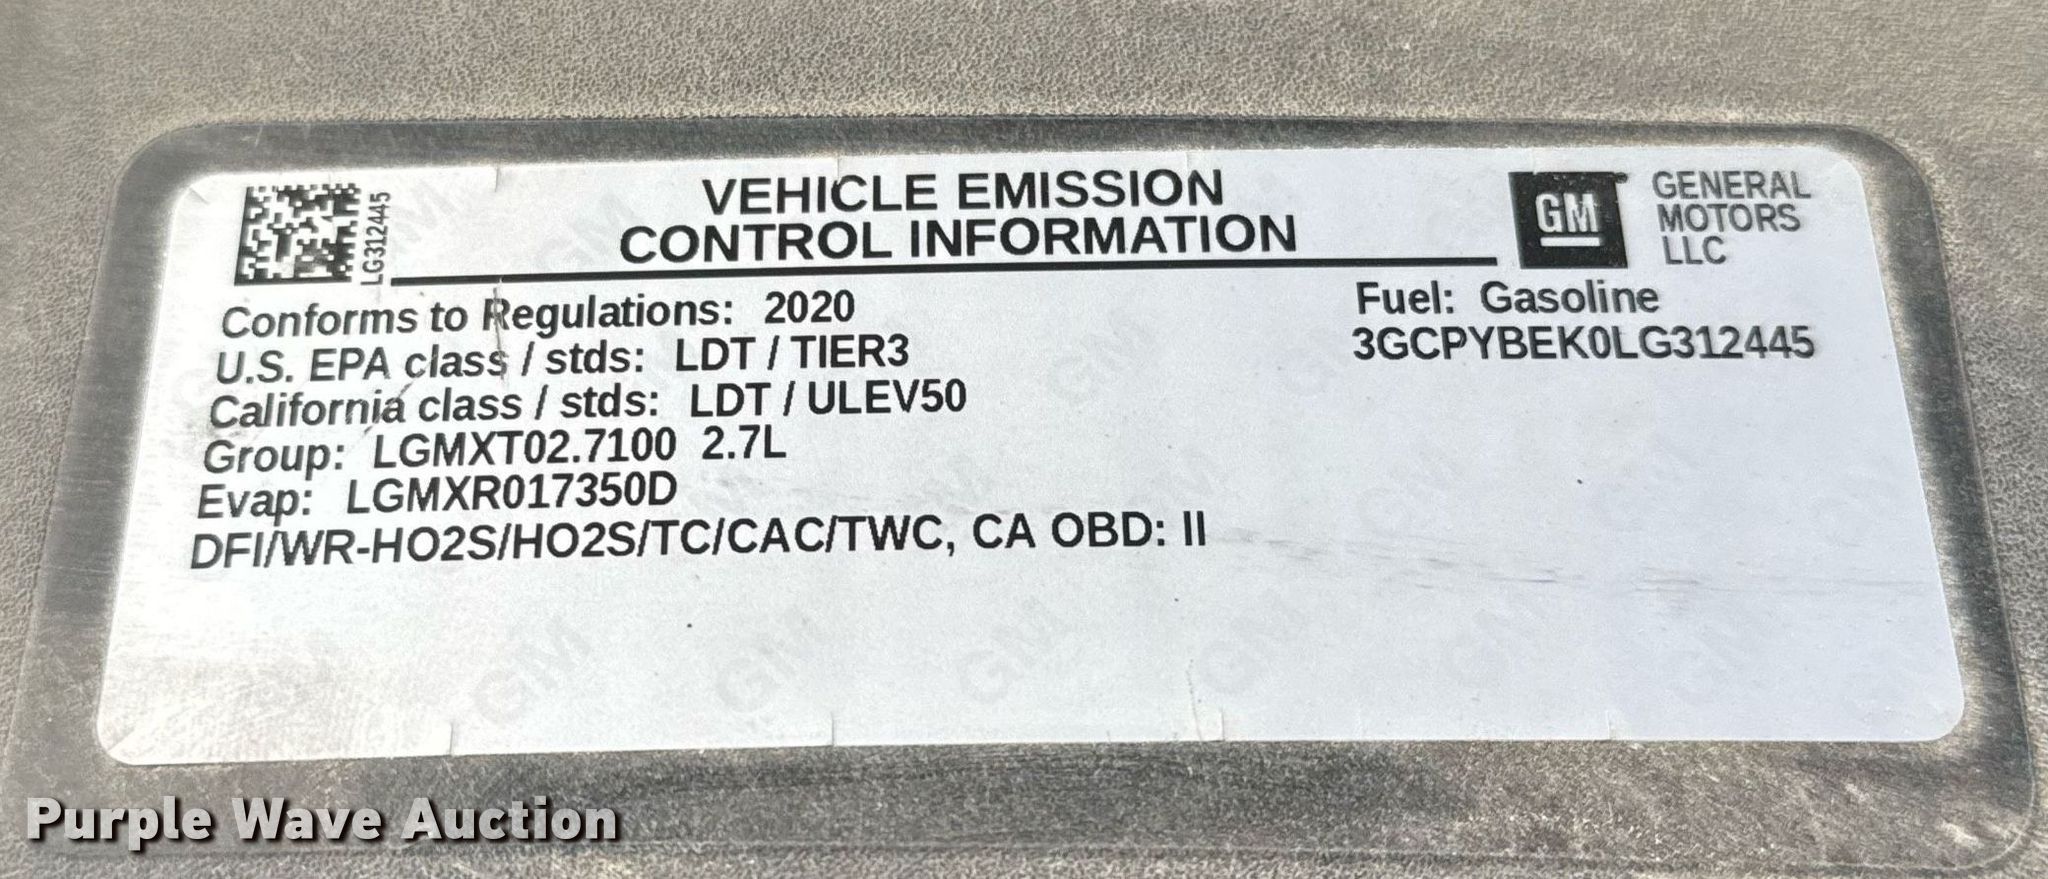 LG312445
VEHICLE EMISSION
CONTROL INFORMATION
GM
GENERAL
MOTORS
LLC
Conforms to Regulations: 2020
U.S. EPA class / stds: LDT / TIER3
California class / stds: LDT / ULEV50
Group: LGMXT02.7100 2.7L
Evap: LGMXR017350D
DFI/WR-HO2S/HO2S/TC/CAC/TWC, CA OBD: II
Fuel: Gasoline
3GCPYBEK0LG312445
Purple Wave Auction